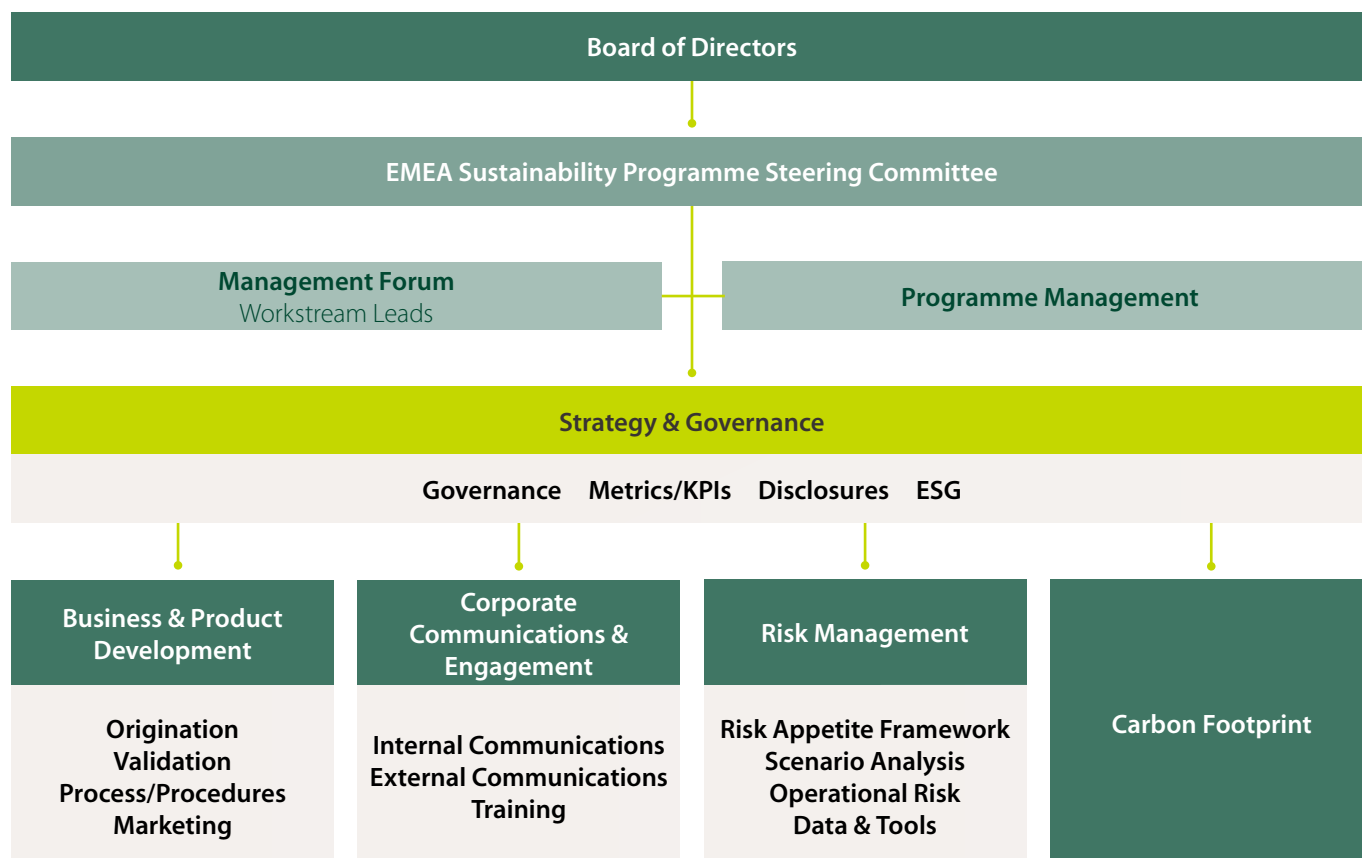 Board of Directors
EMEA Sustainability Programme Steering Committee
Management Forum
Workstream Leads
Programme Management
Strategy & Governance
Governance Metrics/KPIs Disclosures ESG
Business & Product
Development
Origination
Validation
Process/Procedures
Marketing
Corporate
Communications &
Engagement
Internal Communications
External Communications
Training
Risk Management
Risk Appetite Framework
Scenario Analysis
Operational Risk
Data & Tools
Carbon Footprint